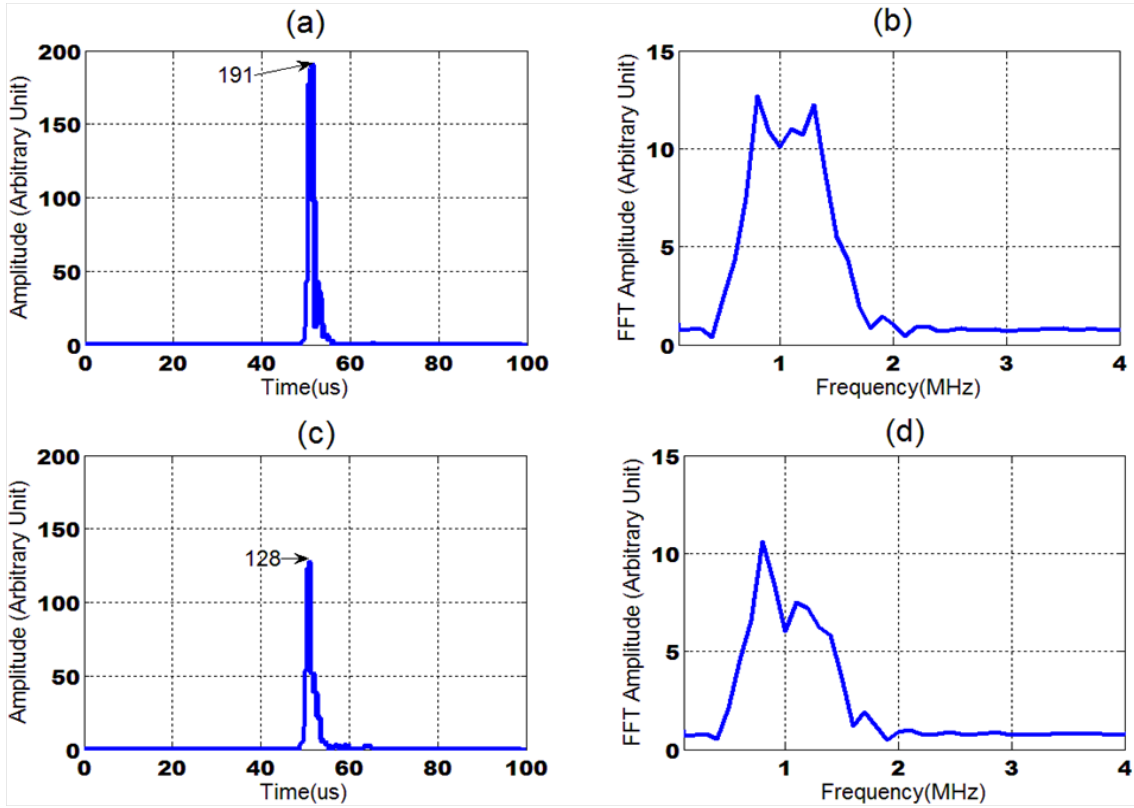 (a)
200
150
100
50
0
0 20 40 60 80 100
Amplitude (Arbitrary Unit)
Time(us)
191
(b)
15
10
5
0
1 2 3 4
FFT Amplitude (Arbitrary Unit)
Frequency(MHz)
(c)
200
150
100
50
0
0 20 40 60 80 100
Amplitude (Arbitrary Unit)
Time(us)
128
(d)
15
10
5
0
1 2 3 4
FFT Amplitude (Arbitrary Unit)
Frequency(MHz)